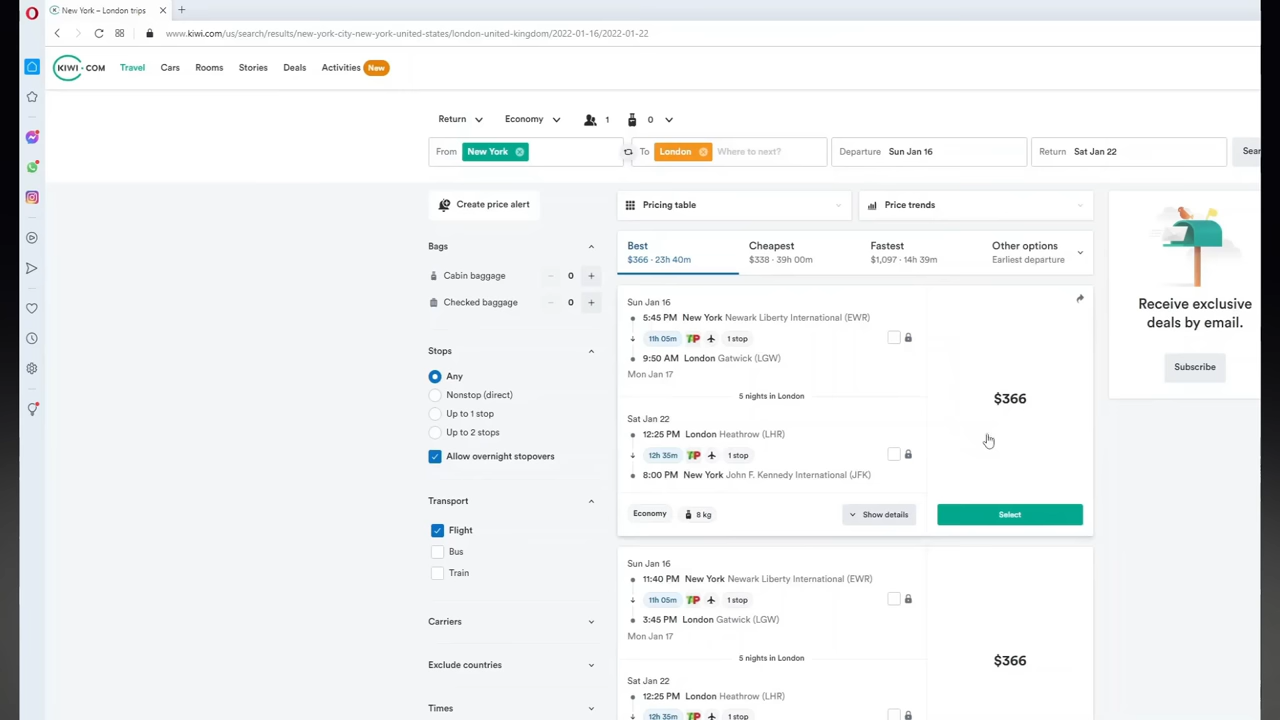 New York – London trips
www.kiwi.com/us/search/results/new-york-city-new-york-united-states/london-united-kingdom/2022-01-16/2022-01-22
KIWI.COM Travel Cars Rooms Stories Deals Activities New
Return Economy 1 0
From New York To London Where to next? Departure Sun Jan 16 Return Sat Jan 22 Sear
Create price alert
Pricing table
Price trends
Bags
Cabin baggage 0
Checked baggage 0
Stops
Any
Nonstop (direct)
Up to 1 stop
Up to 2 stops
Allow overnight stopovers
Transport
Flight
Bus
Train
Carriers
Exclude countries
Times
Best
$366 · 23h 40m
Cheapest
$338 · 39h 00m
Fastest
$1,097 · 14h 39m
Other options
Earliest departure
Sun Jan 16
5:45 PM New York Newark Liberty International (EWR)
11h 05m TP 1 stop
9:50 AM London Gatwick (LGW)
Mon Jan 17
5 nights in London
Sat Jan 22
12:25 PM London Heathrow (LHR)
12h 35m TP 1 stop
8:00 PM New York John F. Kennedy International (JFK)
Economy 8 kg Show details
$366
Select
Sun Jan 16
11:40 PM New York Newark Liberty International (EWR)
11h 05m TP 1 stop
3:45 PM London Gatwick (LGW)
Mon Jan 17
5 nights in London
Sat Jan 22
12:25 PM London Heathrow (LHR)
12h 35m TP 1 stop
$366
Receive exclusive
deals by email.
Subscribe